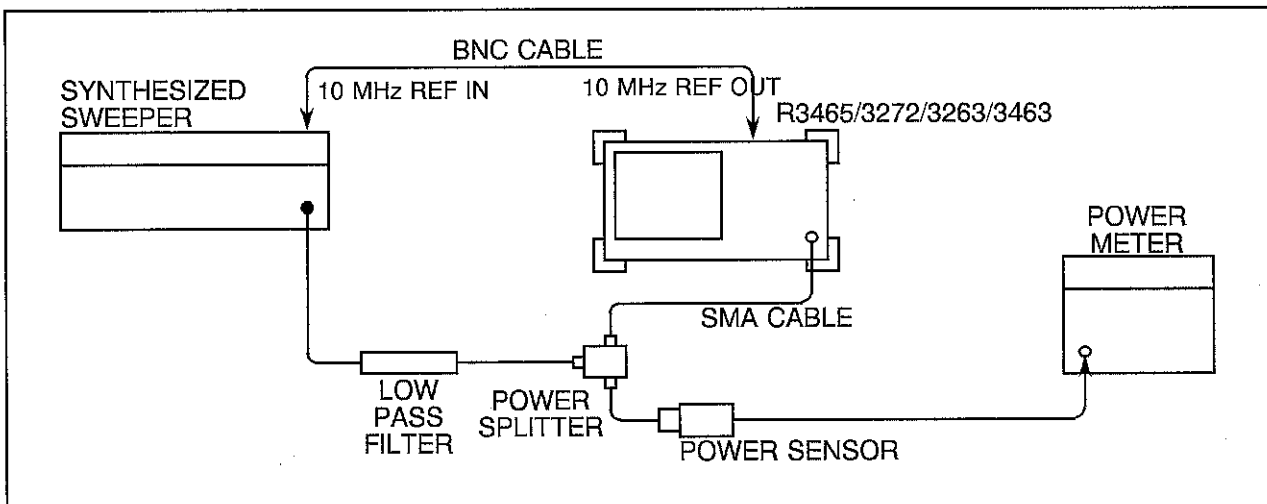 BNC CABLE
SYNTHESIZED
SWEEPER
10 MHz REF IN
10 MHz REF OUT
R3465/3272/3263/3463
POWER
METER
SMA CABLE
LOW
PASS
FILTER
POWER
SPLITTER
POWER SENSOR